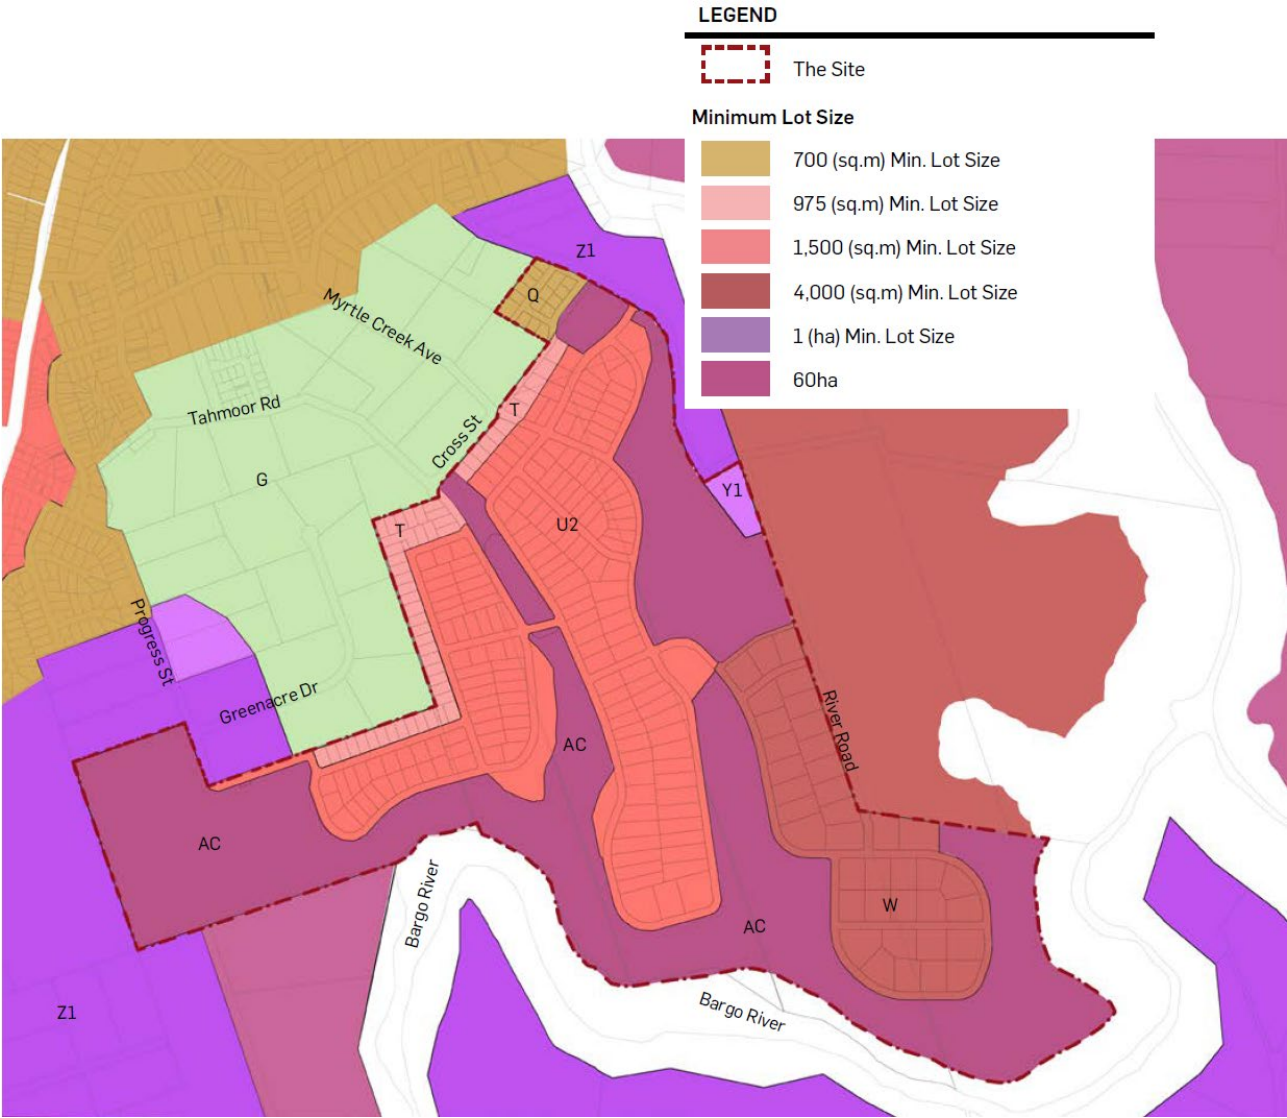 LEGEND
The Site
Minimum Lot Size
700 (sq.m) Min. Lot Size
975 (sq.m) Min. Lot Size
1,500 (sq.m) Min. Lot Size
4,000 (sq.m) Min. Lot Size
1 (ha) Min. Lot Size
60ha
Z1
Q
Myrtle Creek Ave
Tahmoor Rd
T
Cross St
G
Y1
U2
T
Progress St
Greenacre Dr
River Road
AC
AC
Bargo River
W
AC
Z1
Bargo River